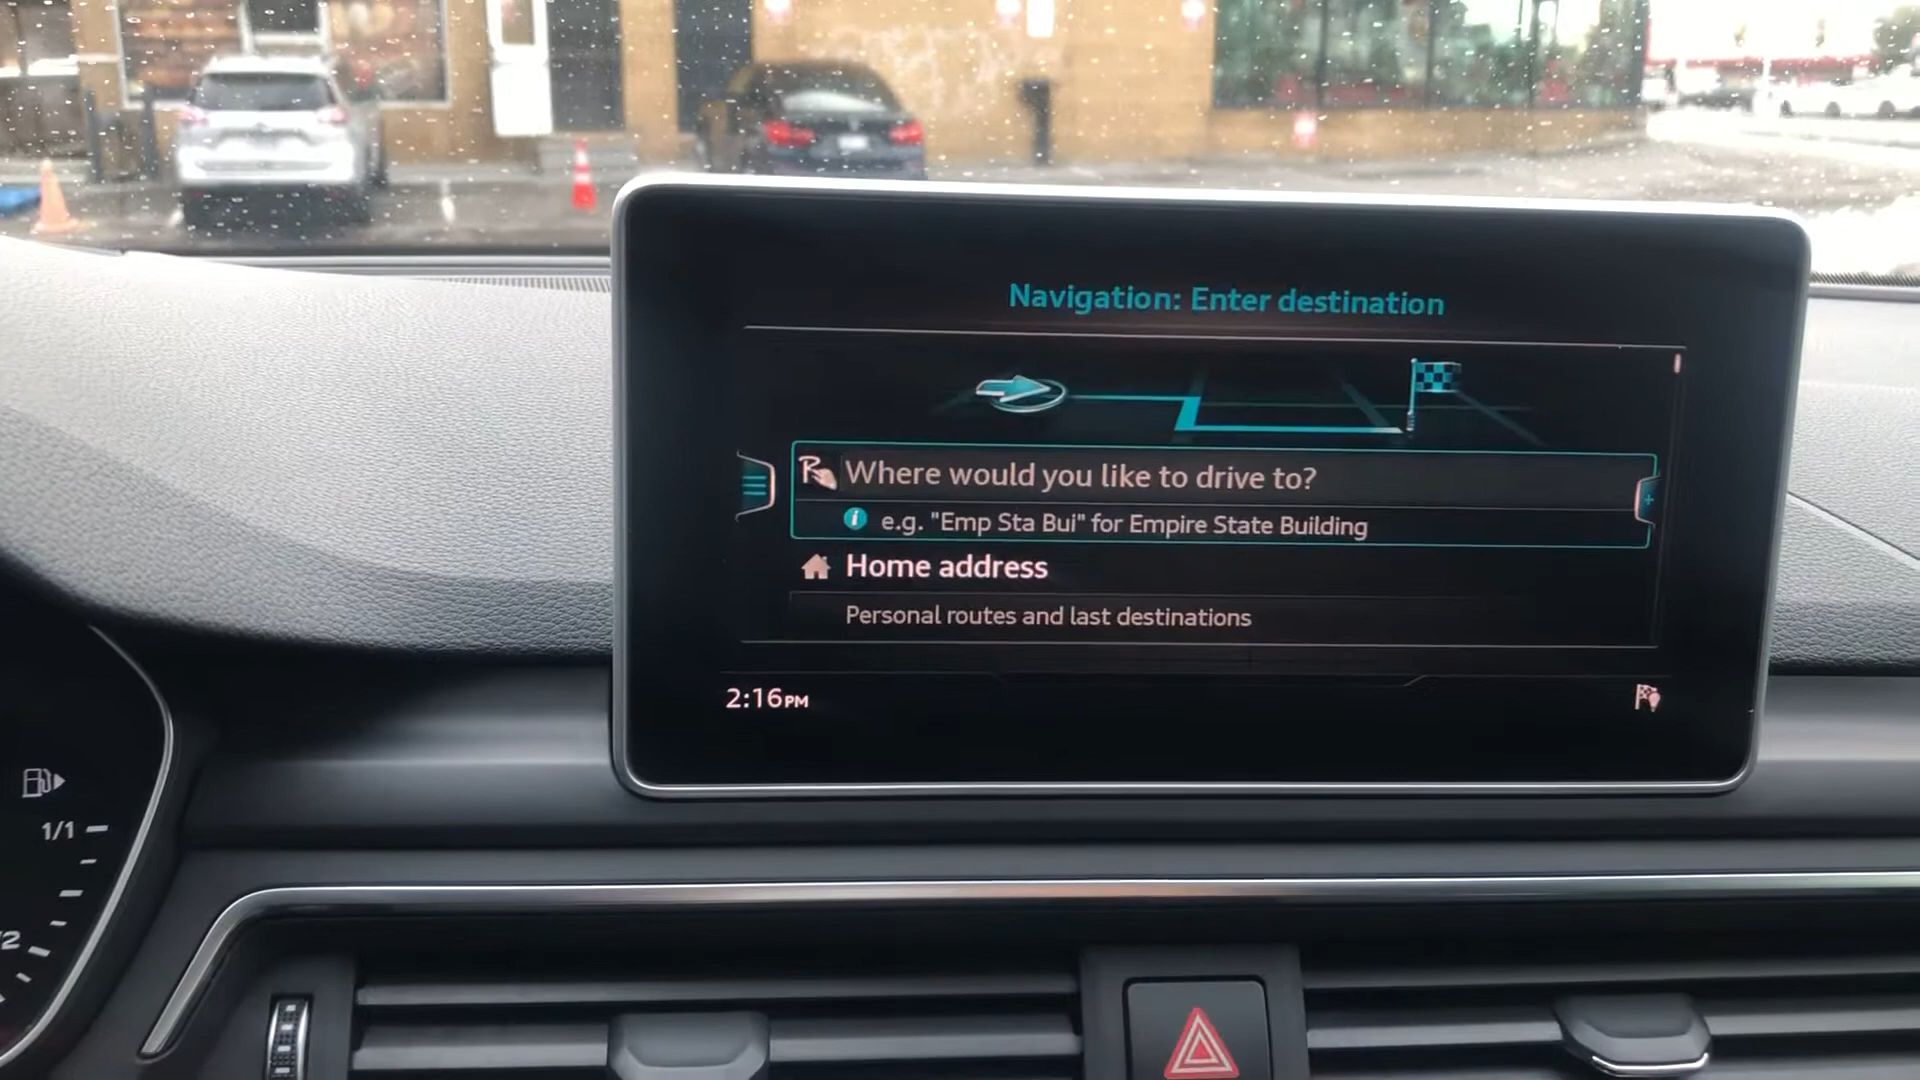 Navigation: Enter destination
Where would you like to drive to?
e.g. "Emp Sta Bui" for Empire State Building
Home address
Personal routes and last destinations
2:16PM
1/1
/2